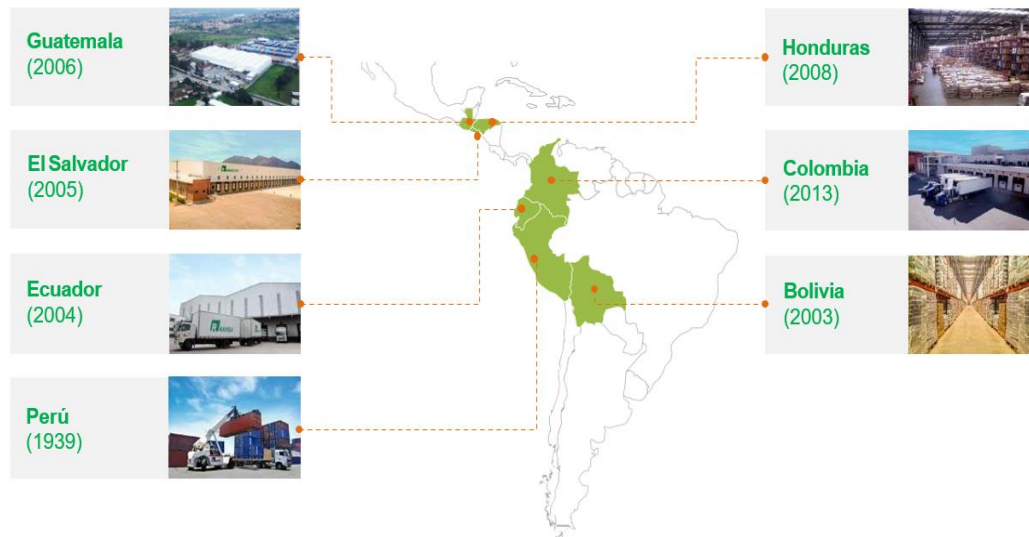 Guatemala
(2006)
El Salvador
(2005)
Ecuador
(2004)
Perú
(1939)
Honduras
(2008)
Colombia
(2013)
Bolivia
(2003)